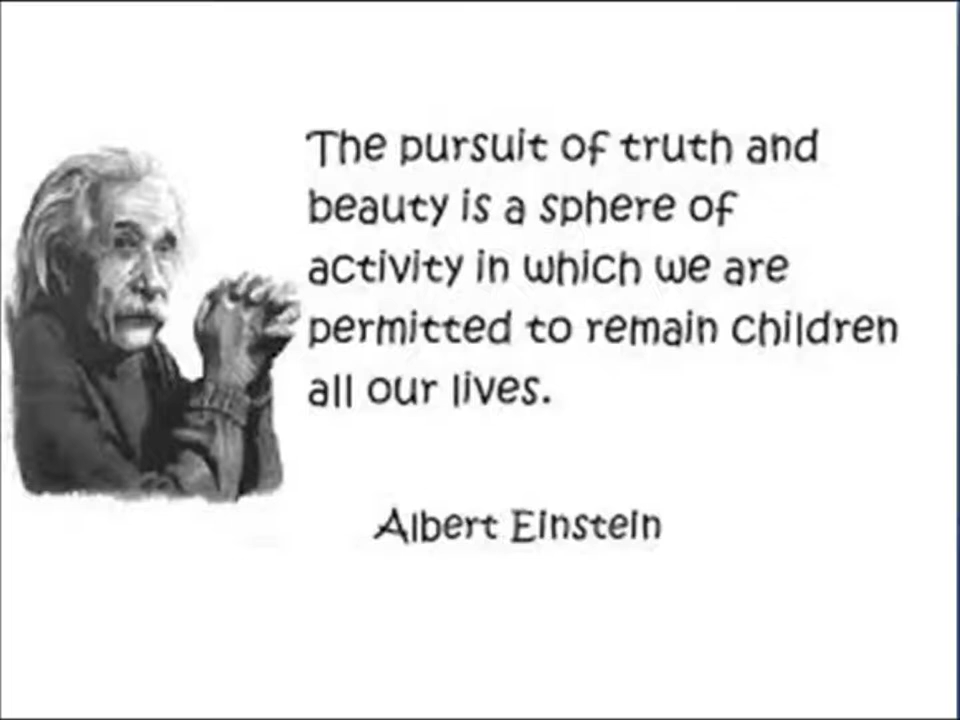 The pursuit of truth and
beauty is a sphere of
activity in which we are
permitted to remain children
all our lives.
Albert Einstein